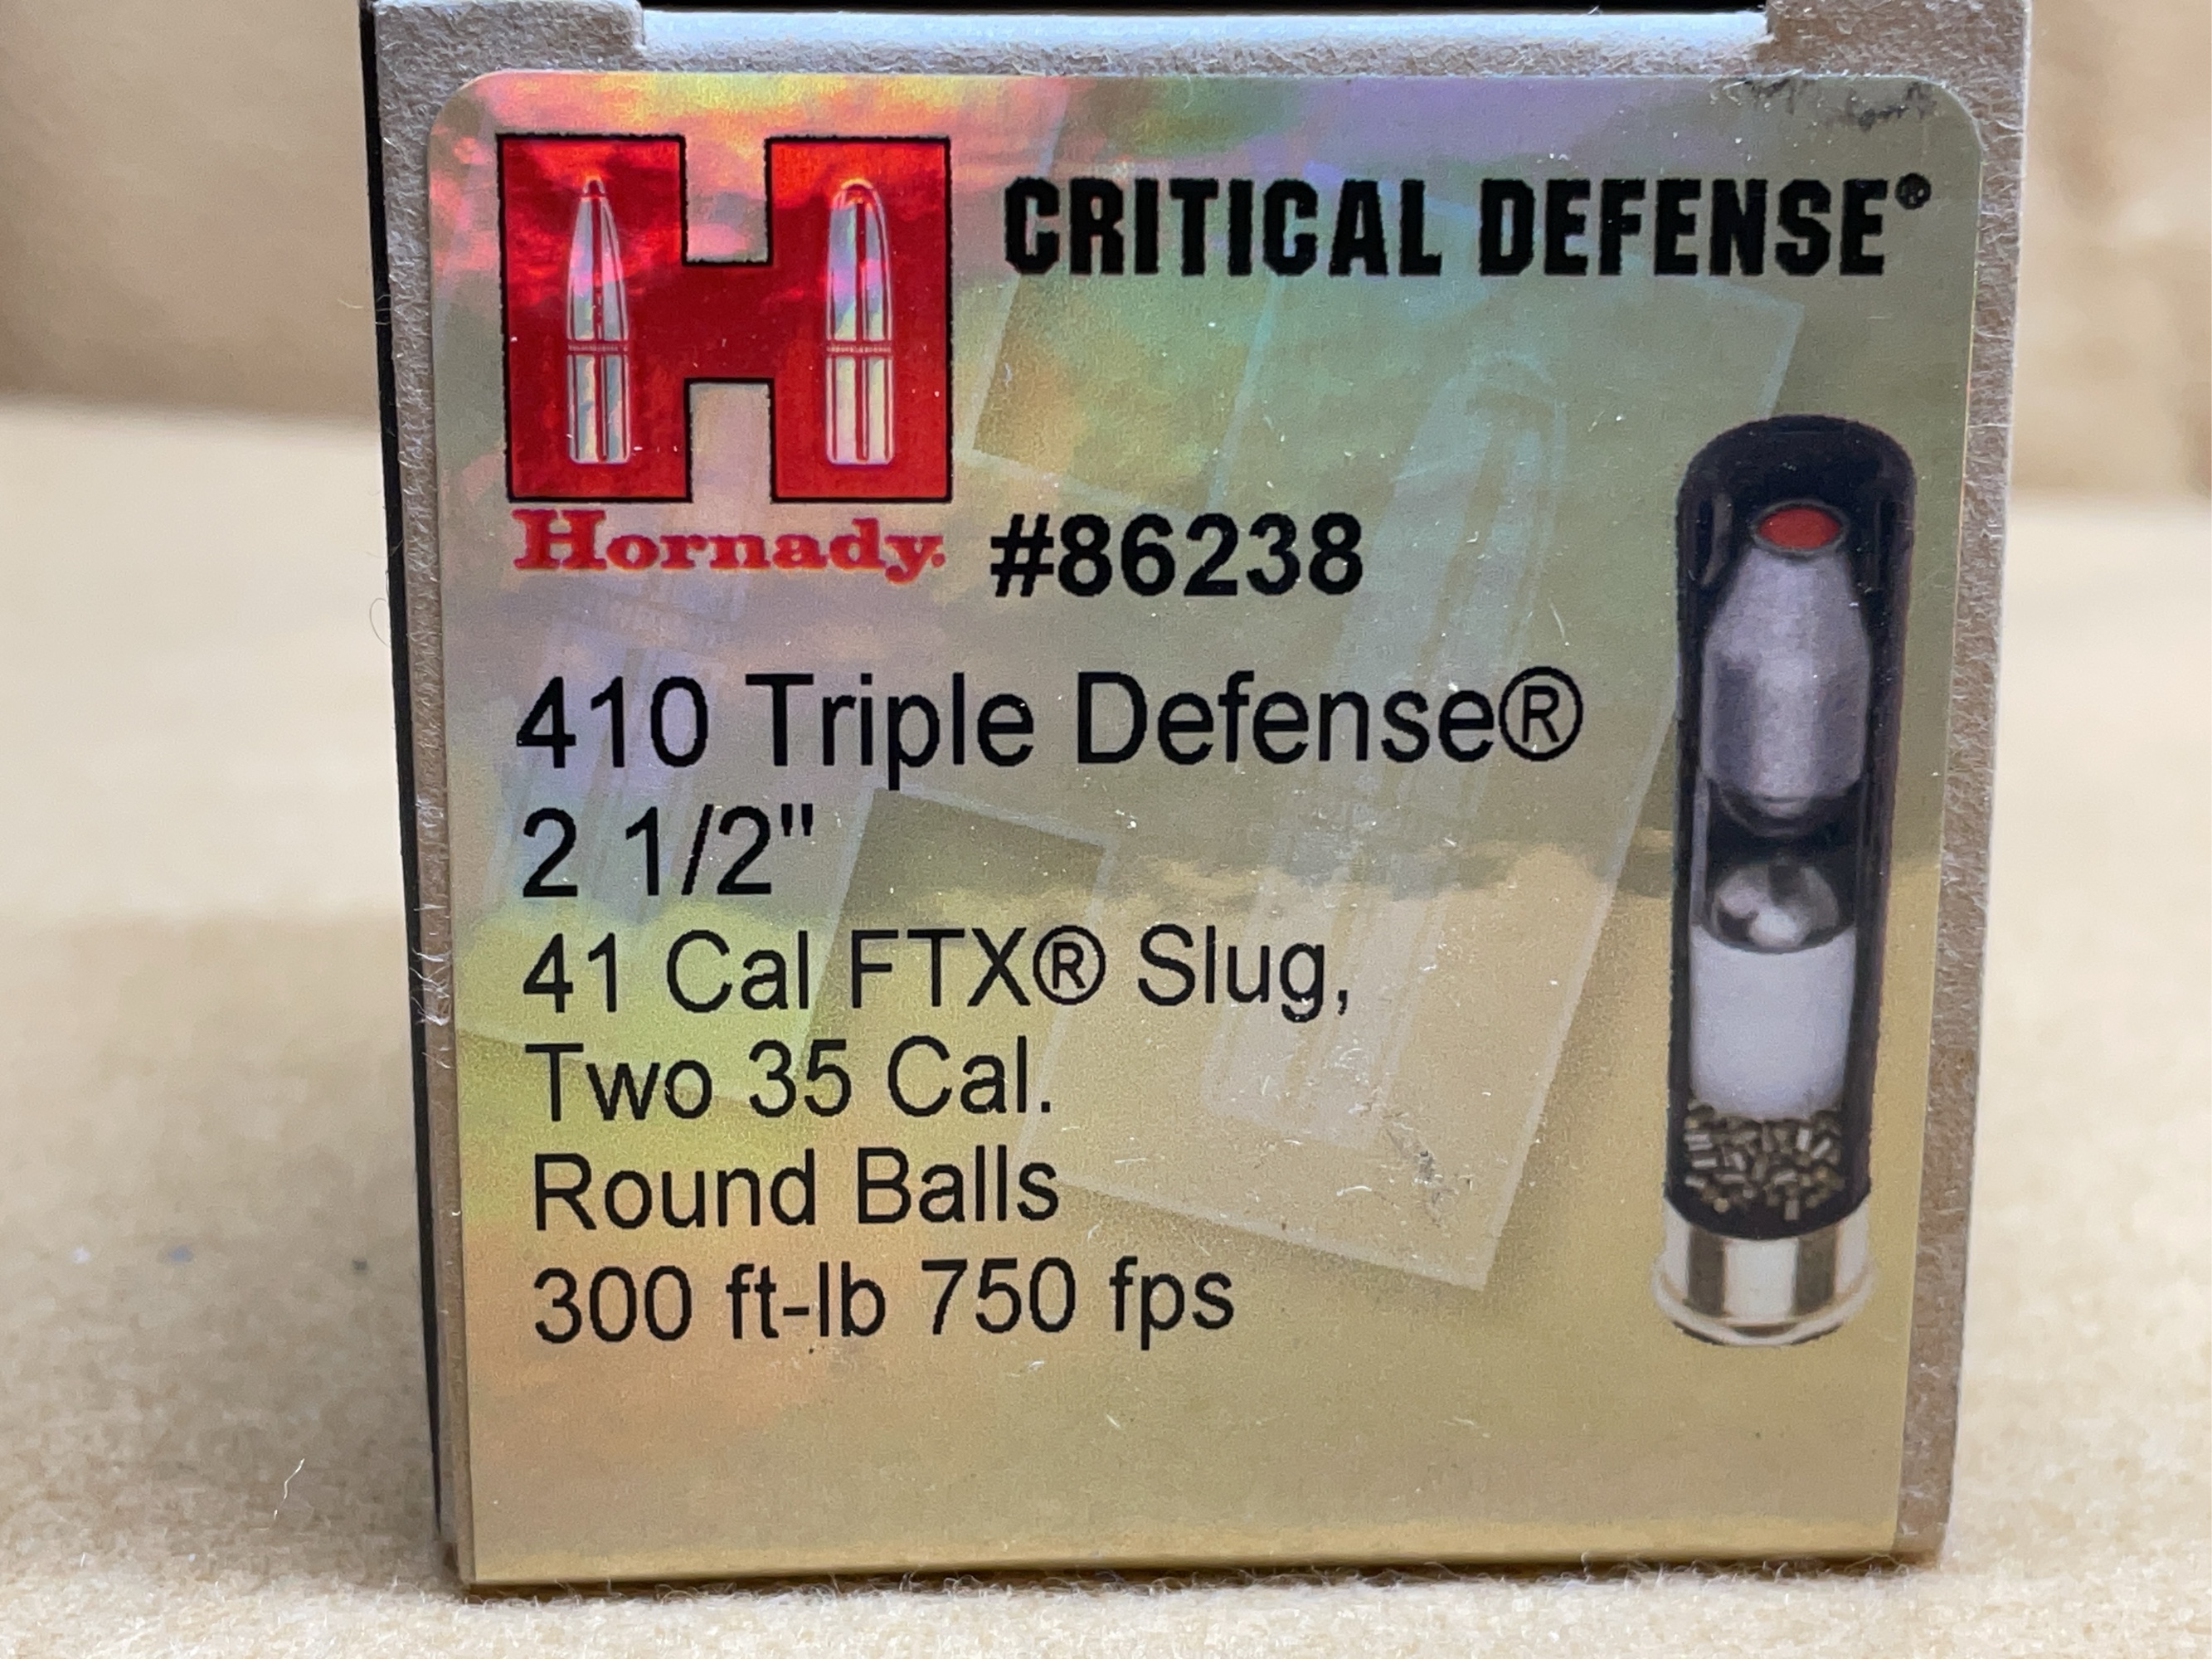 CRITICAL DEFENSE®
Hornady.
#86238
410 Triple Defense®
2 1/2"
41 Cal FTX® Slug,
Two 35 Cal.
Round Balls
300 ft-lb 750 fps